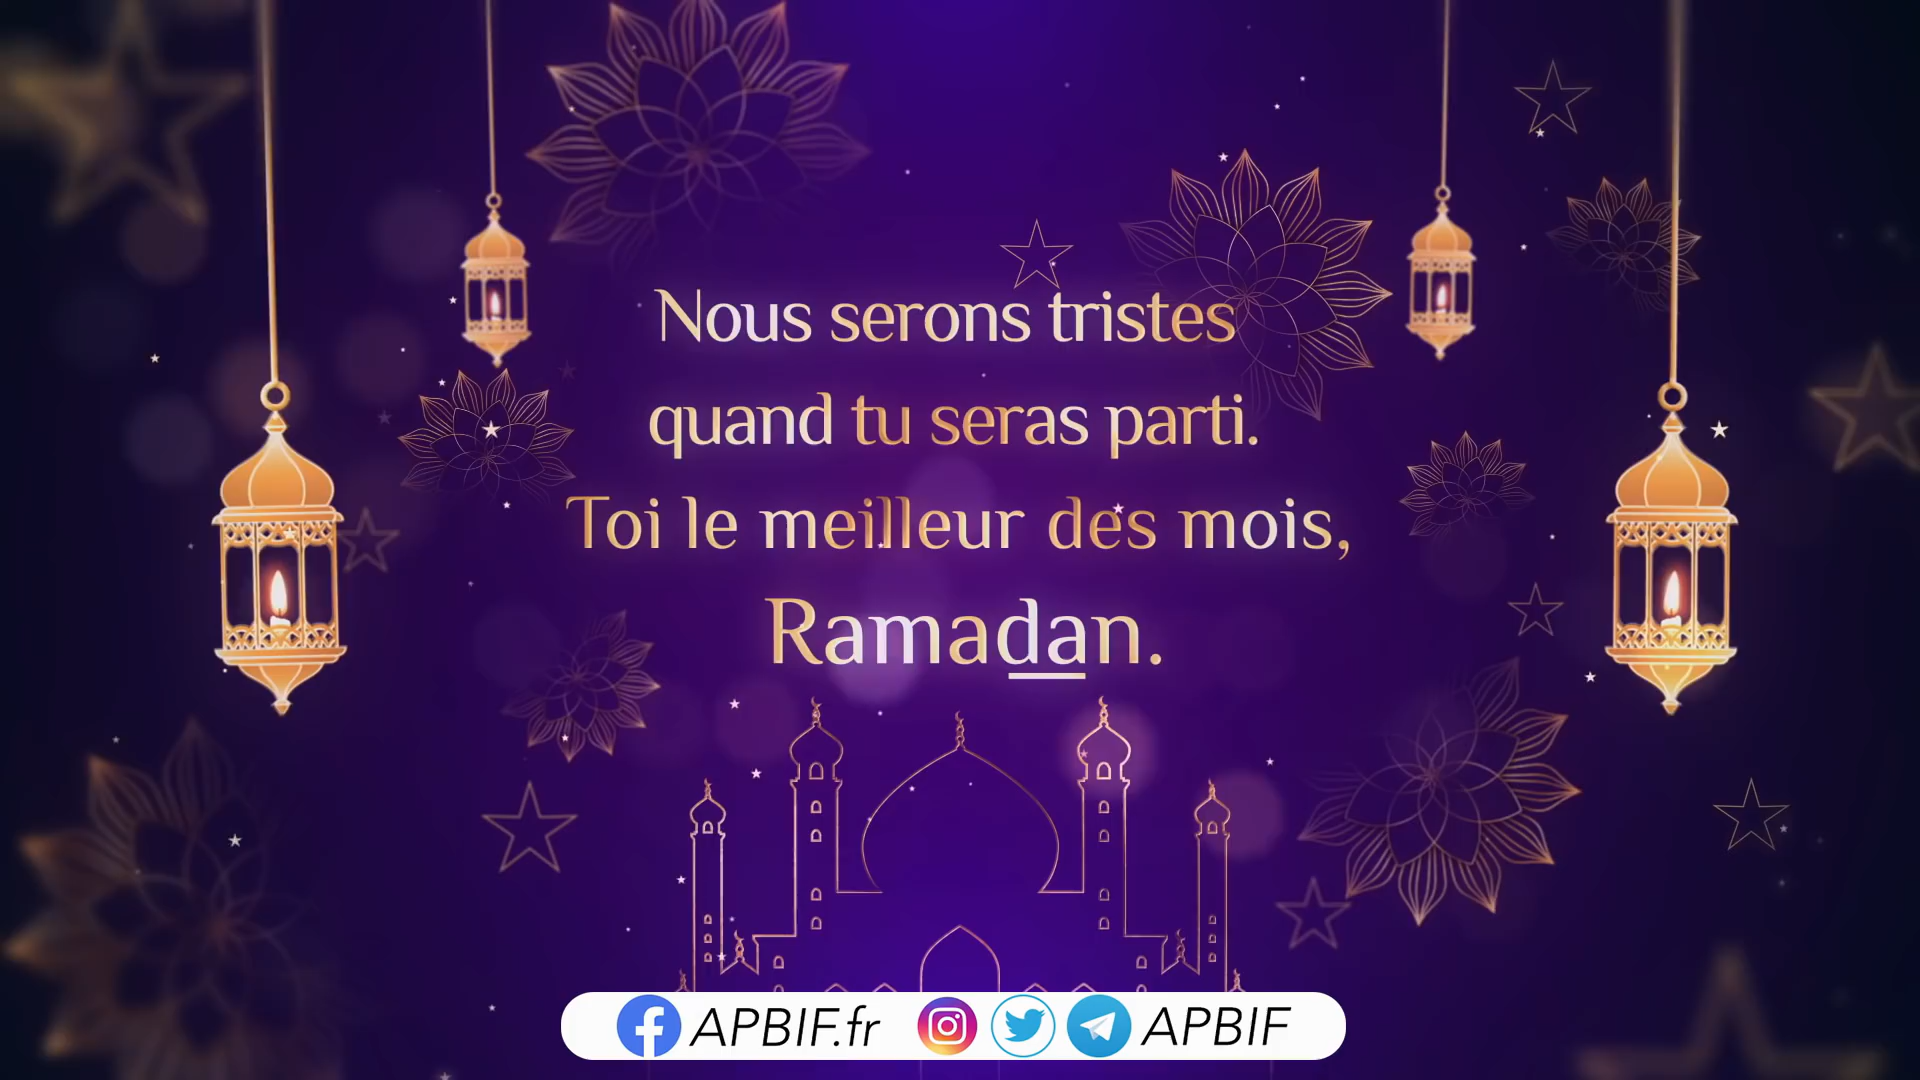 Nous serons tristes
quand tu seras parti.
Toi le meilleur des mois,
Ramadan.
APBIF.fr APBIF